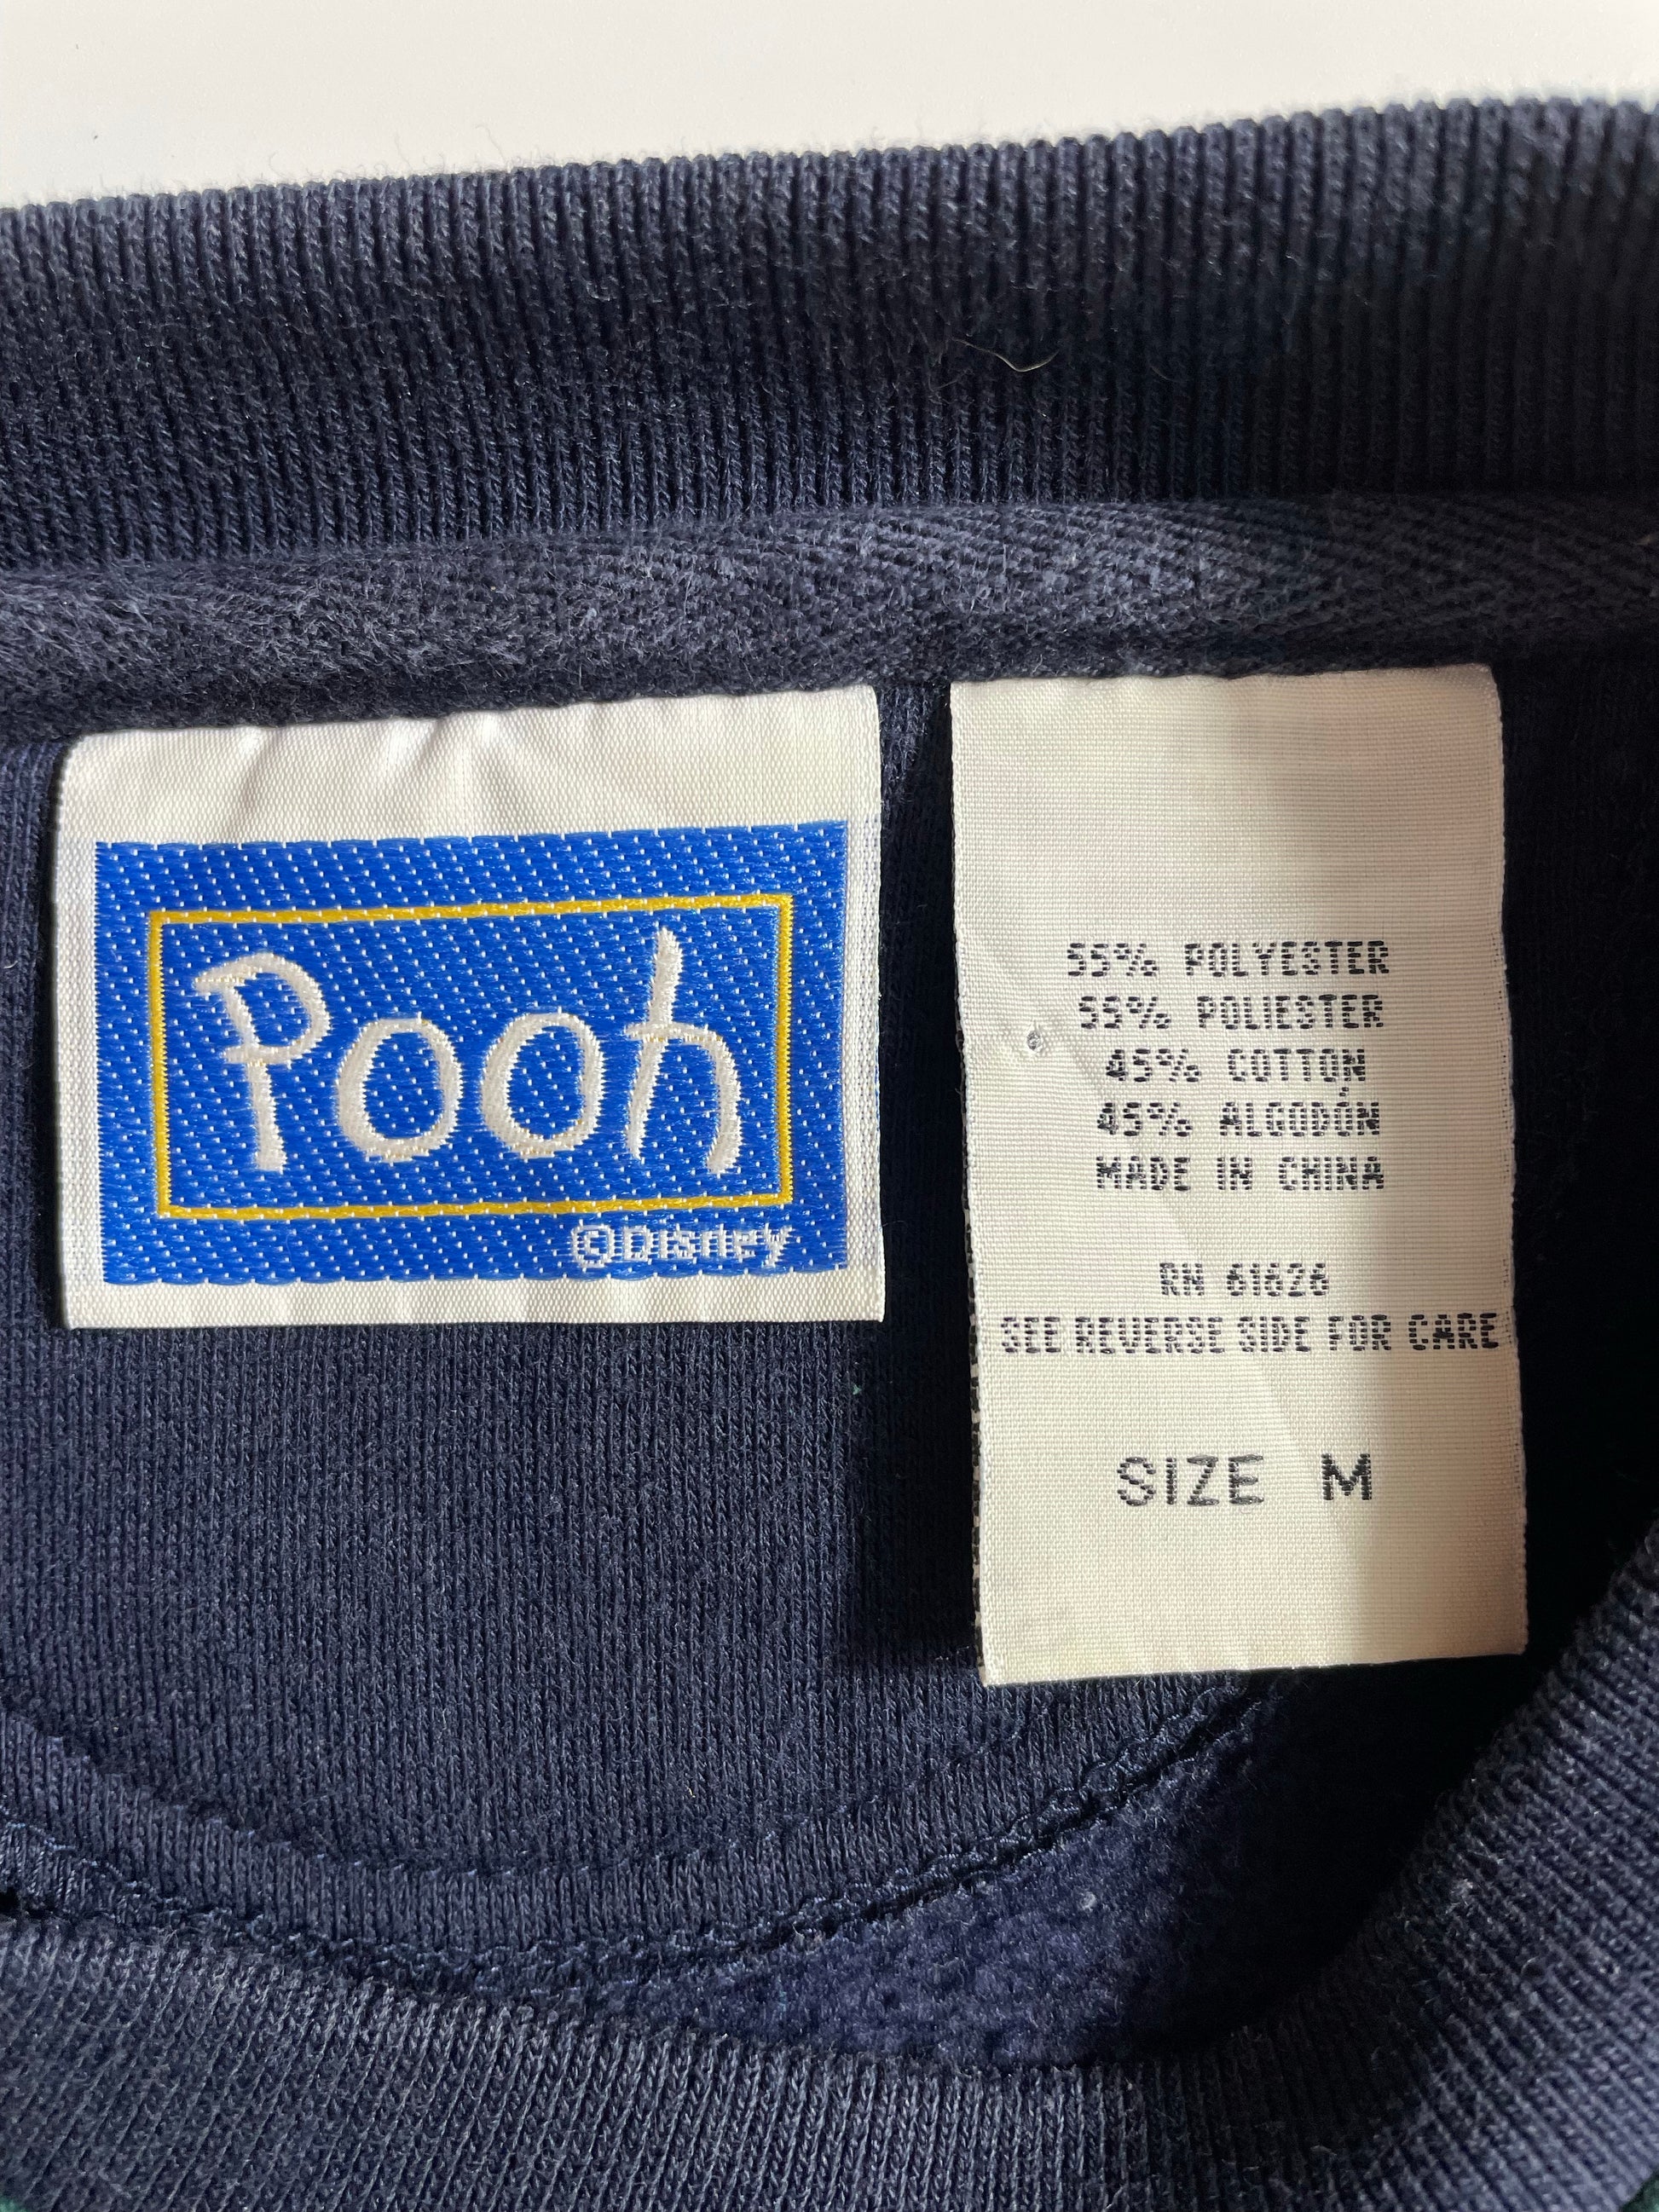 Pooh
©Disney
55% POLYESTER
55% POLIESTER
45% COTTON
45% ALGODÓN
MADE IN CHINA
RN 61626
SEE REVERSE SIDE FOR CARE
SIZE M